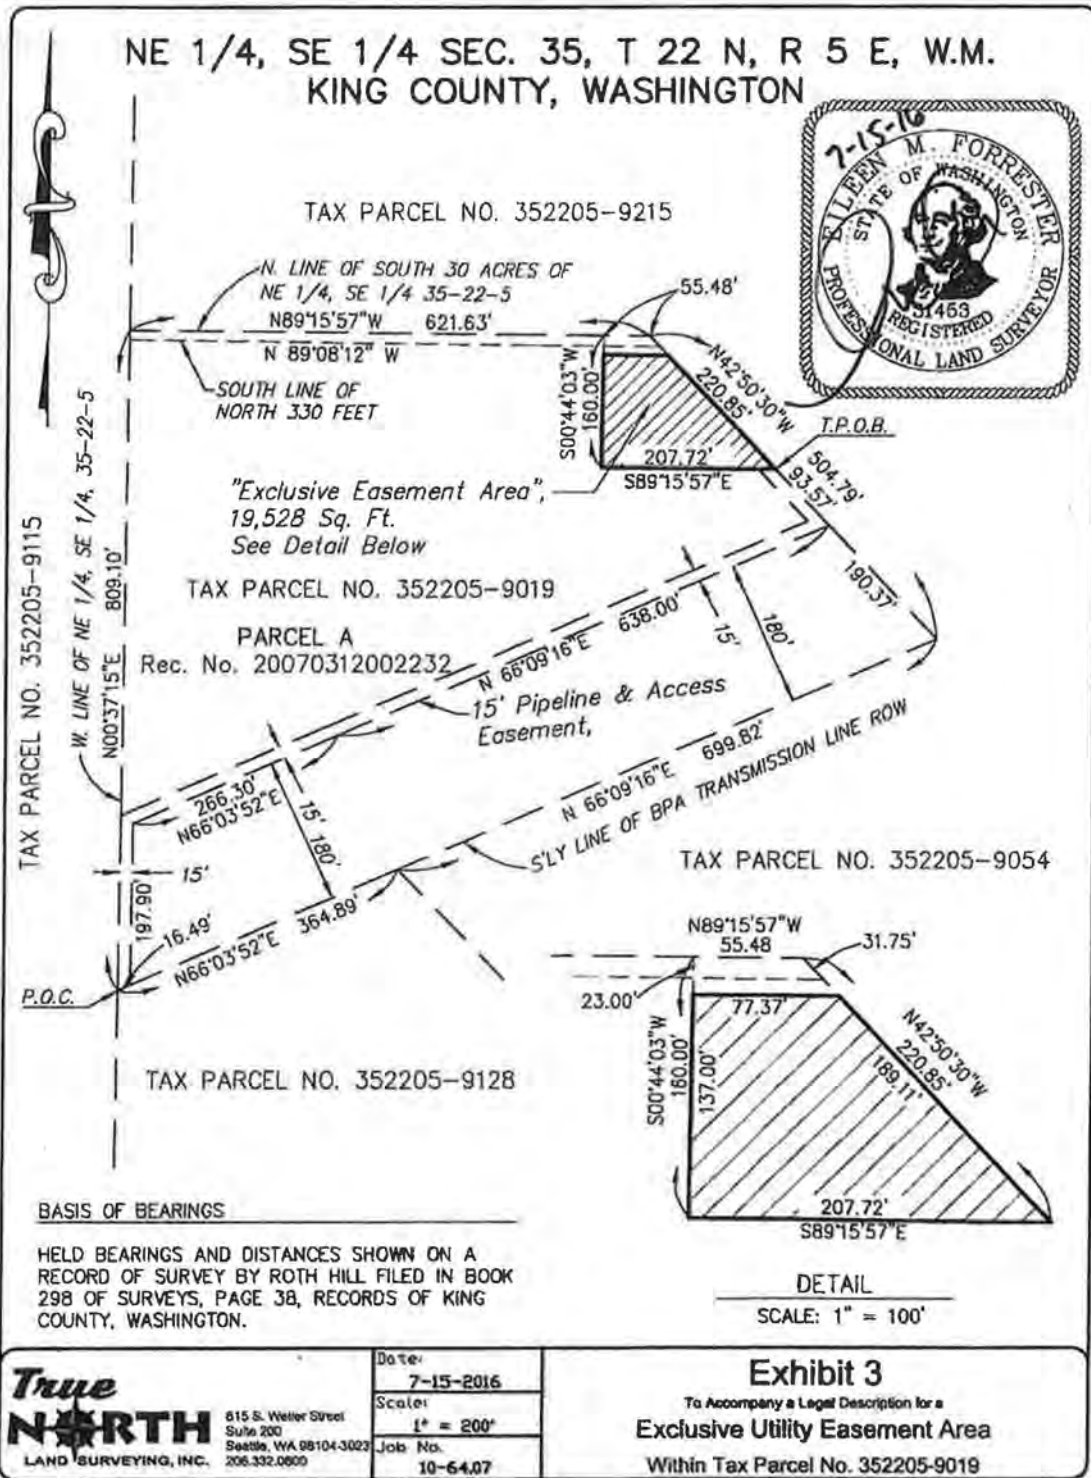 NE 1/4, SE 1/4 SEC. 35, T 22 N, R 5 E, W.M.
KING COUNTY, WASHINGTON
7-15-16
EILEEN M. FORRESTER
STATE OF WASHINGTON
31453
REGISTERED
PROFESSIONAL LAND SURVEYOR
TAX PARCEL NO. 352205-9215
N. LINE OF SOUTH 30 ACRES OF
NE 1/4, SE 1/4 35-22-5
N89°15'57"W 621.63'
N 89°08'12" W
SOUTH LINE OF
NORTH 330 FEET
55.48'
N42°50'30"W
220.85'
S00°44'03"W
160.00'
207.72'
S89°15'57"E
T.P.O.B.
504.79'
93.57'
190.37'
"Exclusive Easement Area",
19,528 Sq. Ft.
See Detail Below
TAX PARCEL NO. 352205-9115
W. LINE OF NE 1/4, SE 1/4, 35-22-5
N00°37'15"E 809.10'
TAX PARCEL NO. 352205-9019
PARCEL A
Rec. No. 20070312002232
N 66°09'16"E 638.00'
15'
180'
15' Pipeline & Access
Easement,
N 66°09'16"E 699.82'
S'LY LINE OF BPA TRANSMISSION LINE ROW
266.30'
N66°03'52"E
15'
180'
15'
197.90'
16.49'
N66°03'52"E 364.89'
P.O.C.
TAX PARCEL NO. 352205-9054
TAX PARCEL NO. 352205-9128
N89°15'57"W
55.48
31.75'
23.00'
77.37'
S00°44'03"W
160.00'
137.00'
N42°50'30"W
220.85'
189.11'
207.72'
S89°15'57"E
DETAIL
SCALE: 1" = 100'
BASIS OF BEARINGS
HELD BEARINGS AND DISTANCES SHOWN ON A
RECORD OF SURVEY BY ROTH HILL FILED IN BOOK
298 OF SURVEYS, PAGE 38, RECORDS OF KING
COUNTY, WASHINGTON.
True
NORTH
LAND SURVEYING, INC.
815 S. Weller Street
Suite 200
Seattle, WA 98104-3023
206.332.0800
Date:
7-15-2016
Scale:
1" = 200'
Job No.
10-64.07
Exhibit 3
To Accompany a Legal Description for a
Exclusive Utility Easement Area
Within Tax Parcel No. 352205-9019